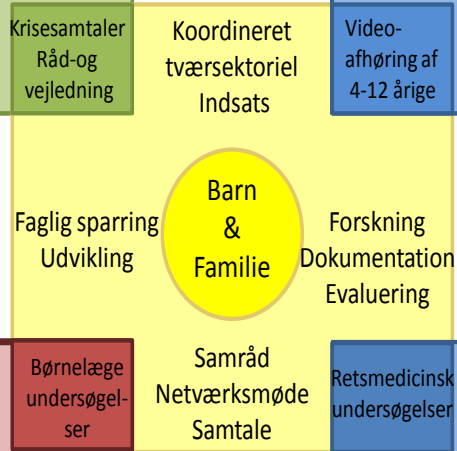 Krisesamtaler
Råd-og
vejledning
Koordineret
tværsektoriel
Indsats
Video-
afhøring af
4-12 årige
Faglig sparring
Udvikling
Barn
&
Familie
Forskning
Dokumentation
Evaluering
Børnelæge
undersøgel-
ser
Samråd
Netværksmøde
Samtale
Retsmedicinsk
undersøgelser